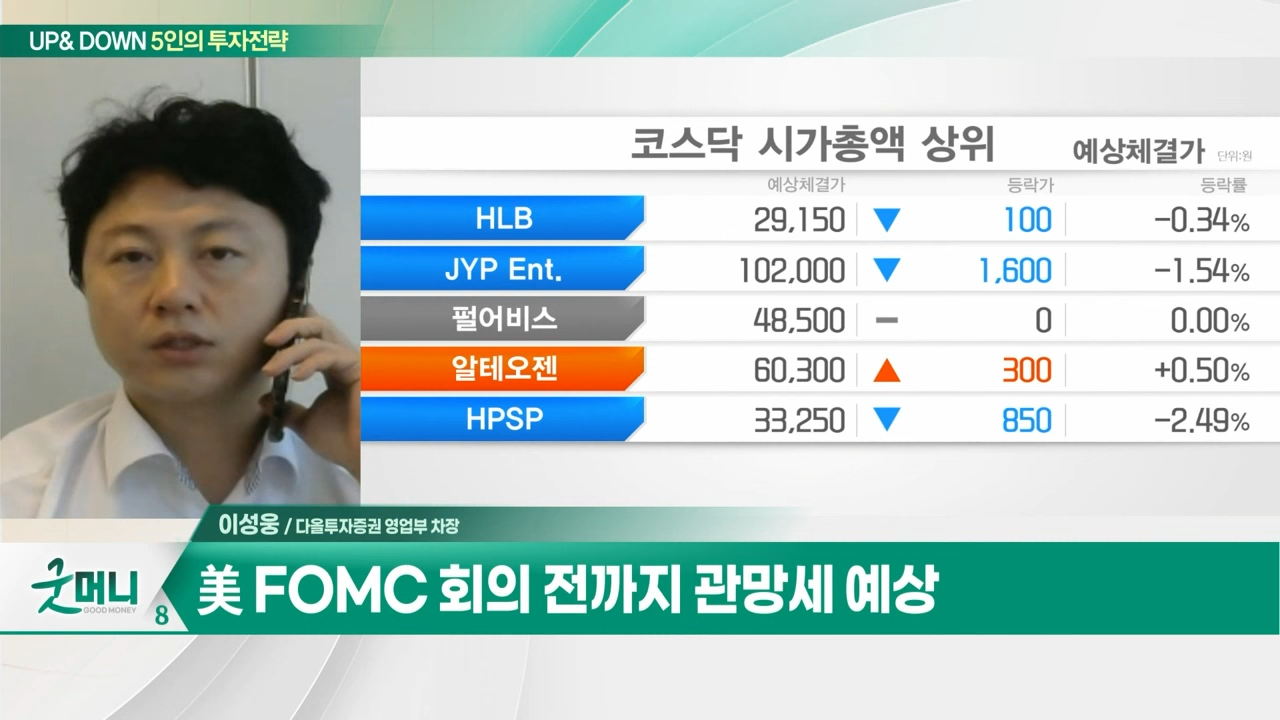 UP& DOWN 5인의 투자전략
코스닥 시가총액 상위 예상체결가 단위:원
예상체결가 등락가 등락률
HLB 29,150 ▼ 100 -0.34%
JYP Ent. 102,000 ▼ 1,600 -1.54%
펄어비스 48,500 - 0 0.00%
알테오젠 60,300 ▲ 300 +0.50%
HPSP 33,250 ▼ 850 -2.49%
이성웅 / 다올투자증권 영업부 차장
굿머니
GOOD MONEY
8
美 FOMC 회의 전까지 관망세 예상